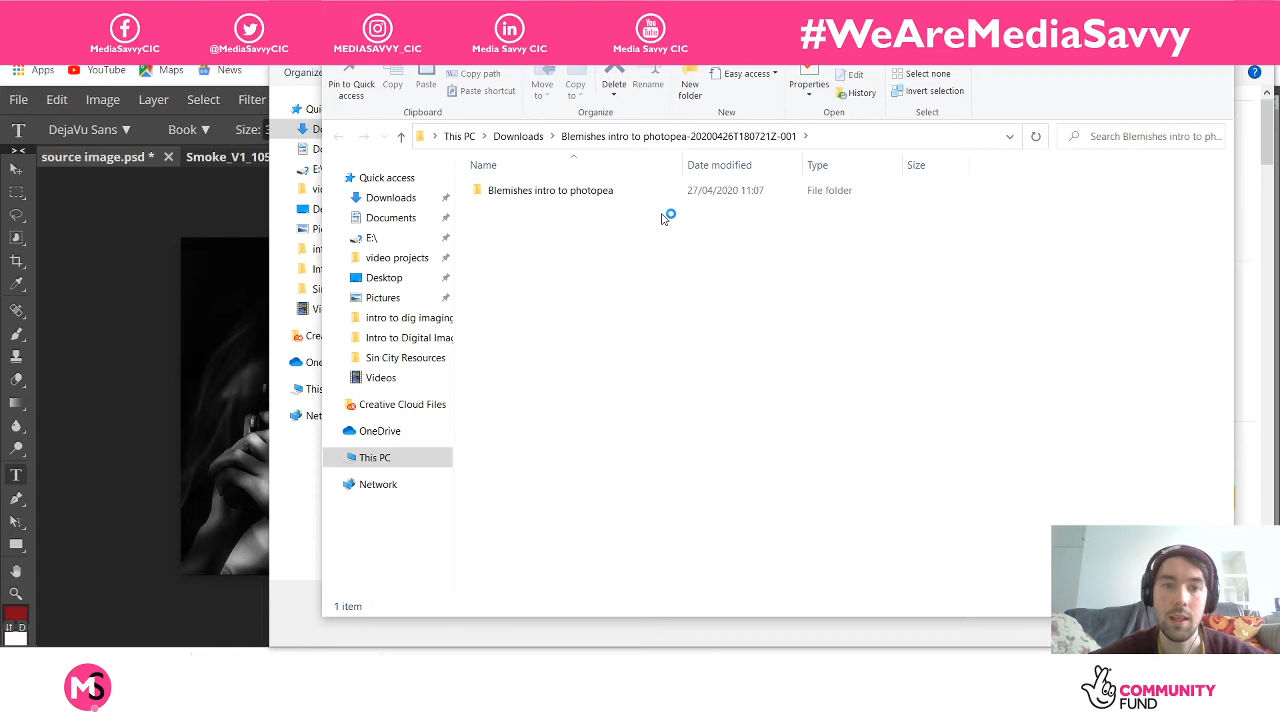 MediaSavvyCIC
@MediaSavvyCIC
MEDIASAVVY_CIC
Media Savvy CIC
You Tube
Media Savvy CIC
#WeAreMediaSavvy
Apps
YouTube
Maps
News
File Edit Image Layer Select Filter
DejaVu Sans ▼ Book ▼ Size:
source image.psd *
Smoke_V1_105
Organize
Pin to Quick access
Copy
Paste
Copy path
Paste shortcut
Clipboard
Move to
Copy to
Delete
Rename
Organize
New folder
Easy access
New
Properties
Edit
History
Open
Select none
Invert selection
Select
This PC > Downloads > Blemishes intro to photopea-20200426T180721Z-001 >
Search Blemishes intro to ph...
Name Date modified Type Size
Blemishes intro to photopea 27/04/2020 11:07 File folder
Quick access
Downloads
Documents
E:\
video projects
Desktop
Pictures
intro to dig imaging
Intro to Digital Imag
Sin City Resources
Videos
Creative Cloud Files
OneDrive
This PC
Network
1 item
MS
COMMUNITY
FUND